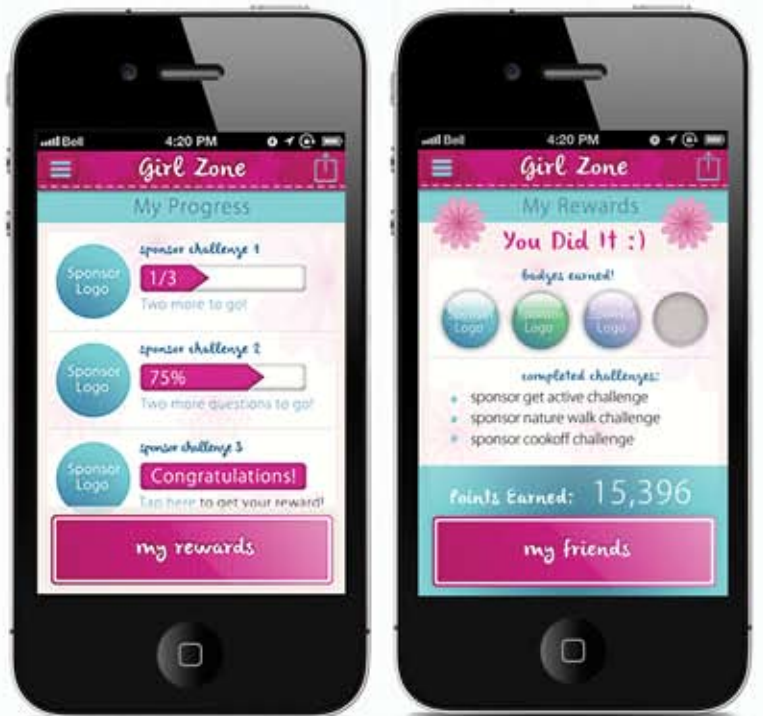 Bell 4:20 PM
Girl Zone
My Progress
sponsor challenge 1
Sponsor
Logo
1/3
Two more to go!
sponsor challenge 2
Sponsor
Logo
75%
Two more questions to go!
sponsor challenge 3
Sponsor
Logo
Congratulations!
Tap here to get your reward!
my rewards
Bell 4:20 PM
Girl Zone
My Rewards
You Did It :)
badges earned!
Sponsor Sponsor Sponsor
Logo Logo Logo
completed challenges:
• sponsor get active challenge
• sponsor nature walk challenge
• sponsor cookoff challenge
Points Earned: 15,396
my friends